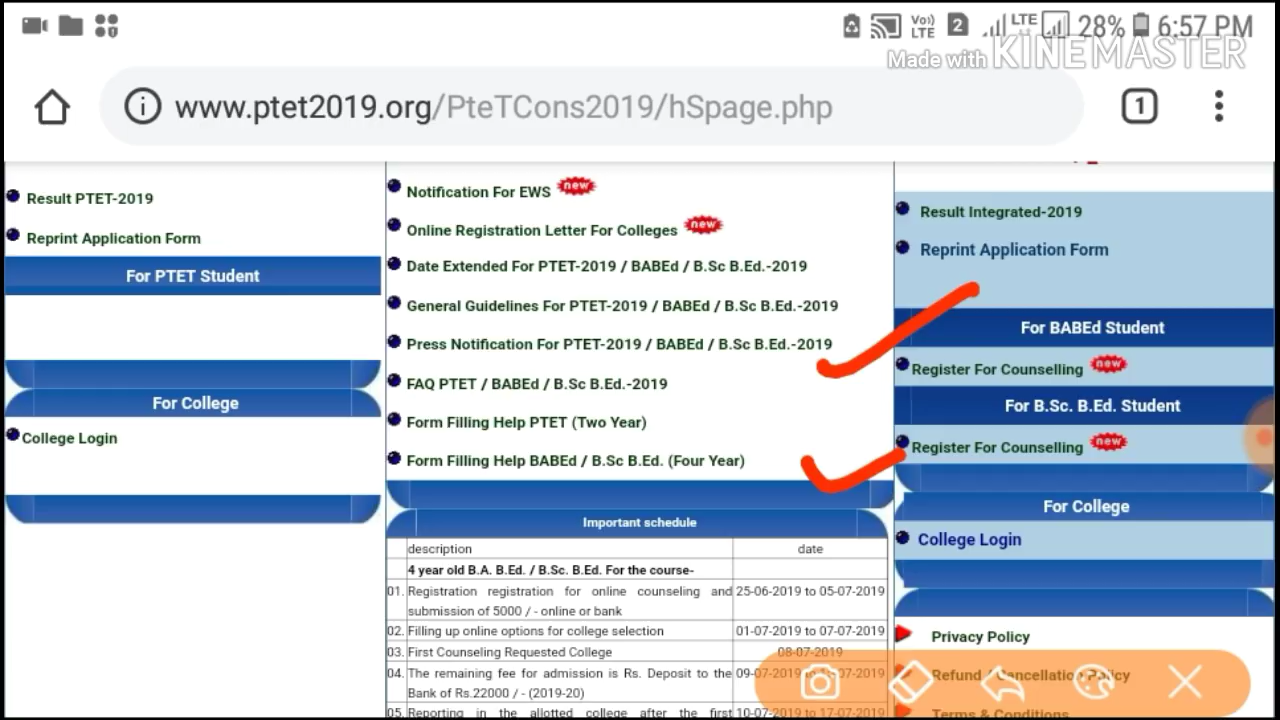 Vo)) LTE 2 LTE 28% 6:57 PM
Made with KINEMASTER
www.ptet2019.org/PteTCons2019/hSpage.php
1
Result PTET-2019
Reprint Application Form
For PTET Student
For College
College Login
Notification For EWS new
Online Registration Letter For Colleges new
Date Extended For PTET-2019 / BABEd / B.Sc B.Ed.-2019
General Guidelines For PTET-2019 / BABEd / B.Sc B.Ed.-2019
Press Notification For PTET-2019 / BABEd / B.Sc B.Ed.-2019
FAQ PTET / BABEd / B.Sc B.Ed.-2019
Form Filling Help PTET (Two Year)
Form Filling Help BABEd / B.Sc B.Ed. (Four Year)
Important schedule
description date
4 year old B.A. B.Ed. / B.Sc. B.Ed. For the course-
01. Registration registration for online counseling and 25-06-2019 to 05-07-2019
submission of 5000 / - online or bank
02. Filling up online options for college selection 01-07-2019 to 07-07-2019
03. First Counseling Requested College 08-07-2019
04. The remaining fee for admission is Rs. Deposit to the
Bank of Rs.22000 / - (2019-20)
05. Reporting in the allotted college after the first 10-07-2019 to 17-07-2019
Result Integrated-2019
Reprint Application Form
For BABEd Student
Register For Counselling new
For B.Sc. B.Ed. Student
Register For Counselling new
For College
College Login
Privacy Policy
Refund / Cancellation Policy
Terms & Conditions